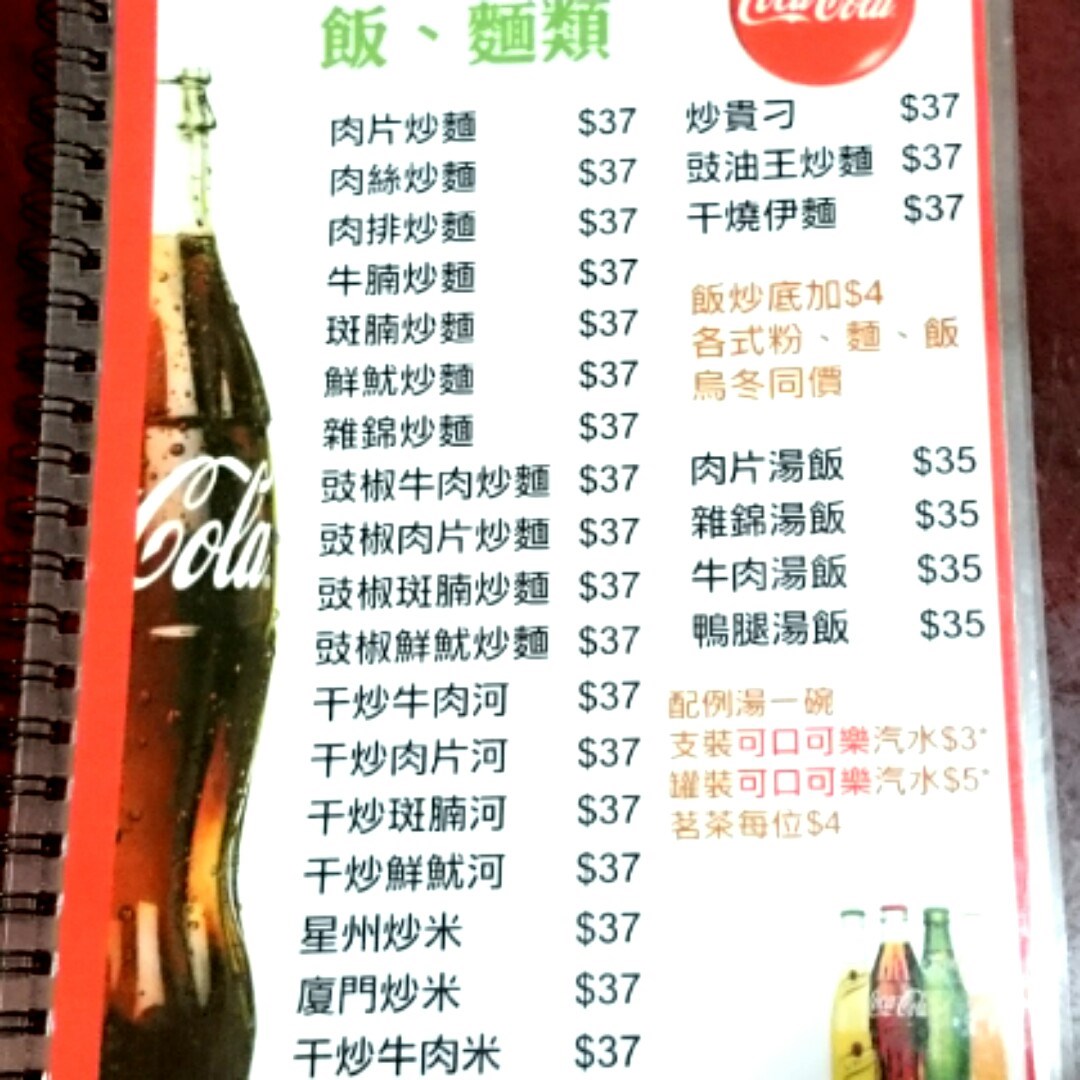 飯、麵類
Coca-Cola
肉片炒麵 $37
肉絲炒麵 $37
肉排炒麵 $37
牛腩炒麵 $37
斑腩炒麵 $37
鮮魷炒麵 $37
雜錦炒麵 $37
豉椒牛肉炒麵 $37
豉椒肉片炒麵 $37
豉椒斑腩炒麵 $37
豉椒鮮魷炒麵 $37
干炒牛肉河 $37
干炒肉片河 $37
干炒斑腩河 $37
干炒鮮魷河 $37
星州炒米 $37
廈門炒米 $37
干炒牛肉米 $37
炒貴刁 $37
豉油王炒麵 $37
干燒伊麵 $37
飯炒底加$4
各式粉、麵、飯
烏冬同價
肉片湯飯 $35
雜錦湯飯 $35
牛肉湯飯 $35
鴨腿湯飯 $35
配例湯一碗
支裝可口可樂汽水$3*
罐裝可口可樂汽水$5*
茗茶每位$4
Cola
Coca-Cola